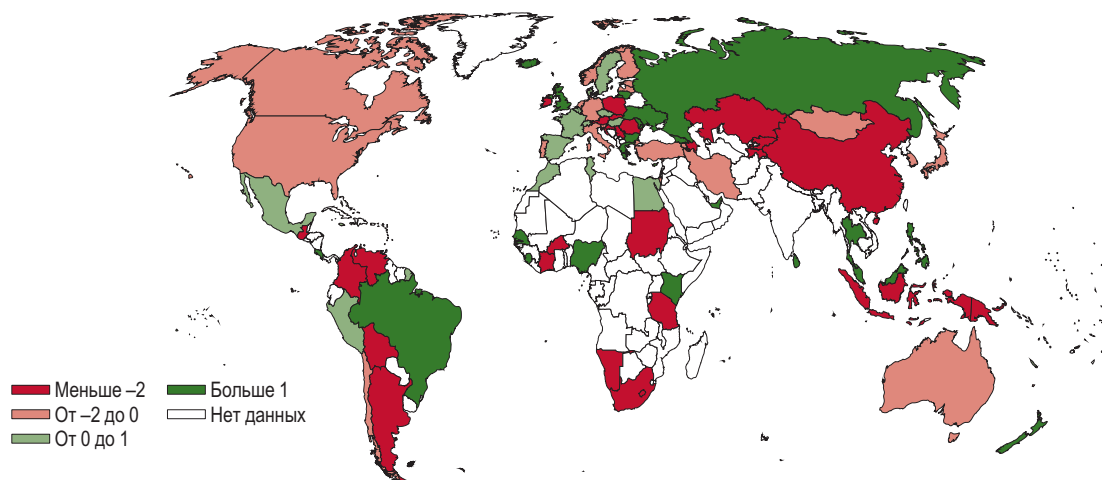 Меньше –2
От –2 до 0
От 0 до 1
Больше 1
Нет данных